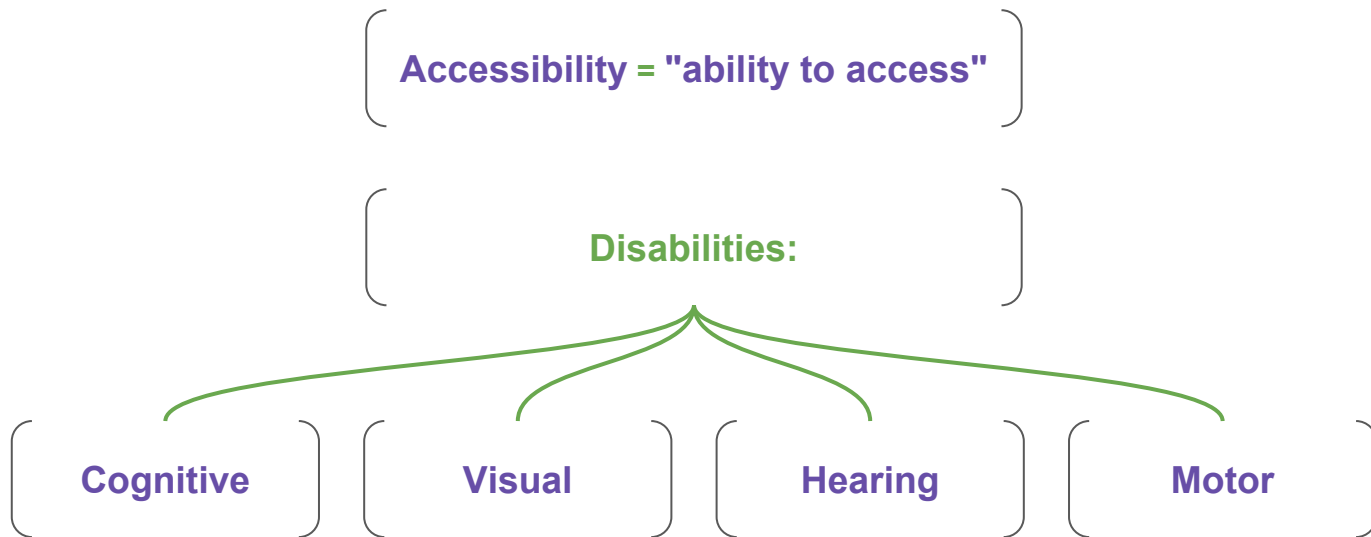 Accessibility = "ability to access"
Disabilities:
Cognitive
Visual
Hearing
Motor